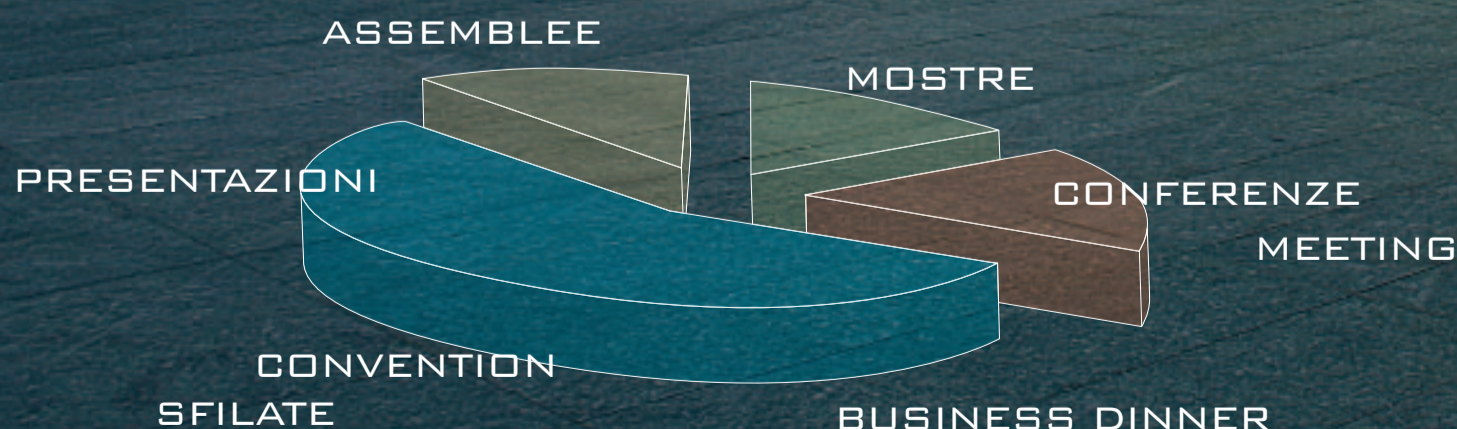 ASSEMBLEE
MOSTRE
PRESENTAZIONI
CONFERENZE
MEETING
CONVENTION
SFILATE
BUSINESS DINNER